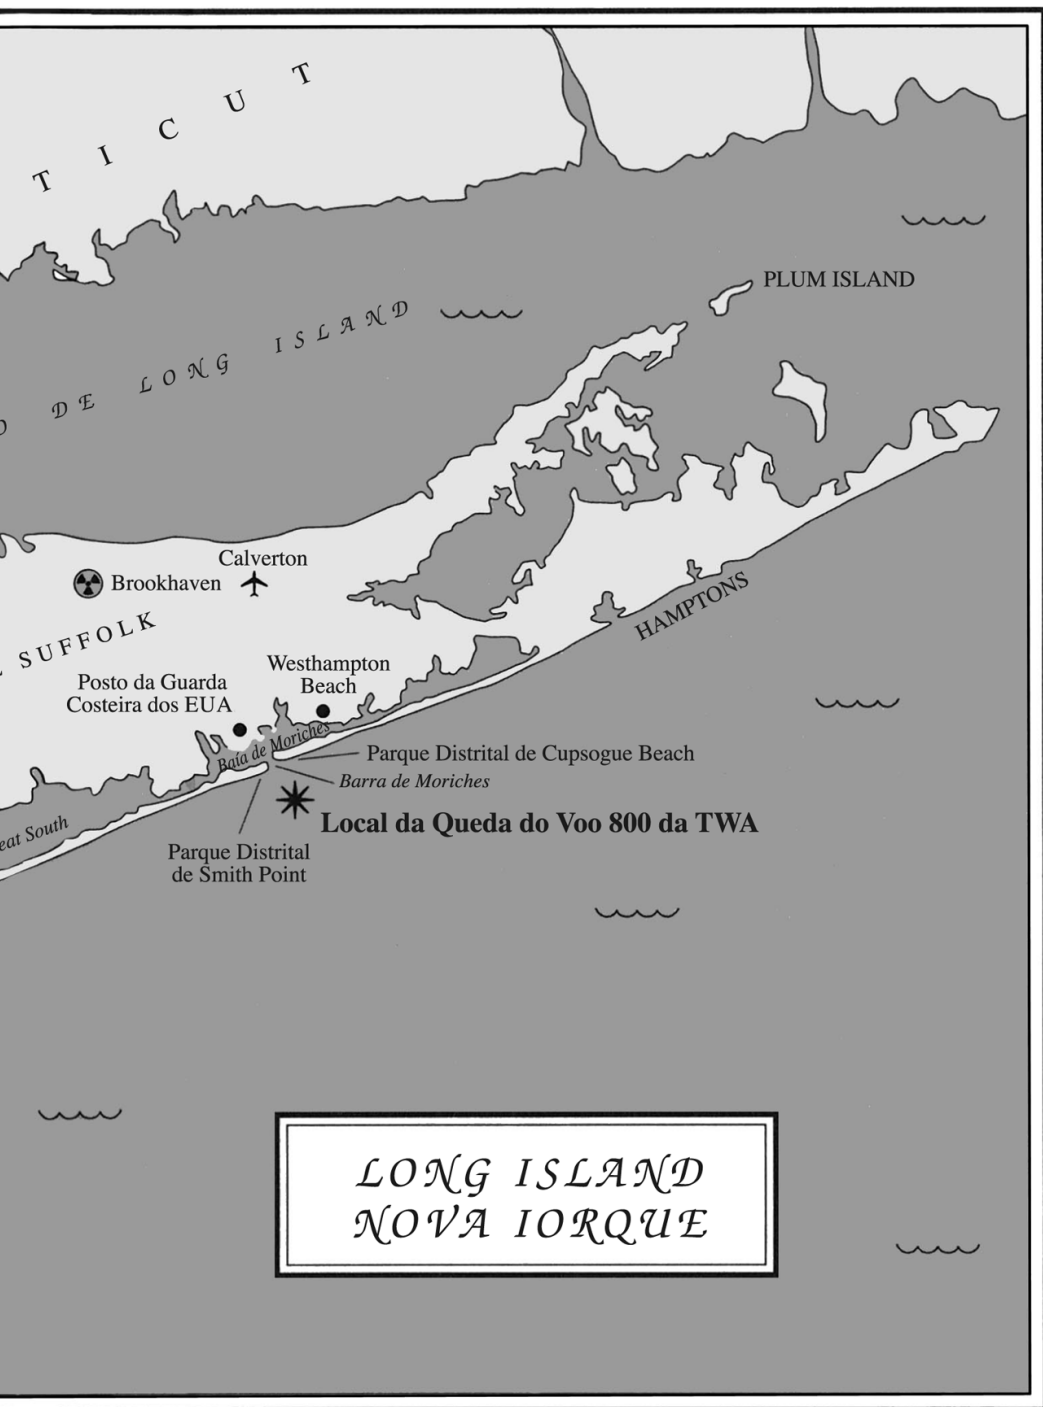 T I C U T
PLUM ISLAND
DE LONG ISLAND
Calverton
Brookhaven
SUFFOLK
HAMPTONS
Westhampton
Beach
Posto da Guarda
Costeira dos EUA
Baía de Moriches
Parque Distrital de Cupsogue Beach
Barra de Moriches
Local da Queda do Voo 800 da TWA
eat South
Parque Distrital
de Smith Point
LONG ISLAND
NOVA IORQUE